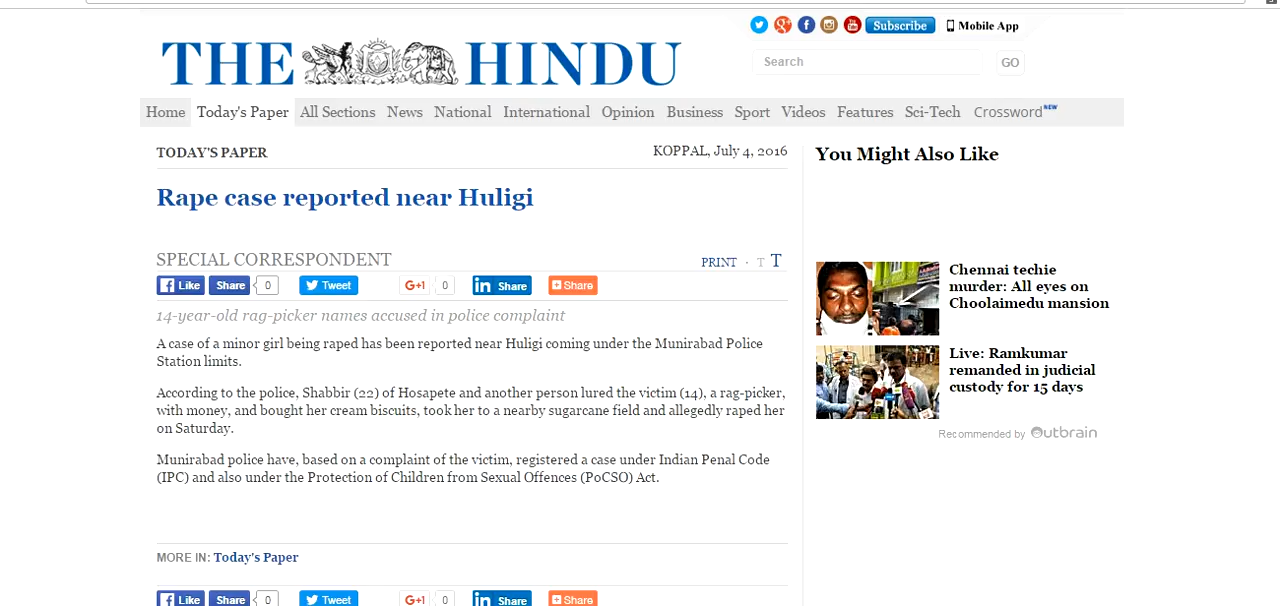 Subscribe Mobile App
THE HINDU
Search GO
Home Today's Paper All Sections News National International Opinion Business Sport Videos Features Sci-Tech Crossword NEW
TODAY'S PAPER KOPPAL, July 4, 2016
Rape case reported near Huligi
SPECIAL CORRESPONDENT
PRINT · T T
Like Share 0 Tweet G+1 0 in Share Share
14-year-old rag-picker names accused in police complaint
A case of a minor girl being raped has been reported near Huligi coming under the Munirabad Police
Station limits.
According to the police, Shabbir (22) of Hosapete and another person lured the victim (14), a rag-picker,
with money, and bought her cream biscuits, took her to a nearby sugarcane field and allegedly raped her
on Saturday.
Munirabad police have, based on a complaint of the victim, registered a case under Indian Penal Code
(IPC) and also under the Protection of Children from Sexual Offences (PoCSO) Act.
MORE IN: Today's Paper
Like Share 0 Tweet G+1 0 in Share Share
You Might Also Like
Chennai techie
murder: All eyes on
Choolaimedu mansion
Live: Ramkumar
remanded in judicial
custody for 15 days
Recommended by Outbrain